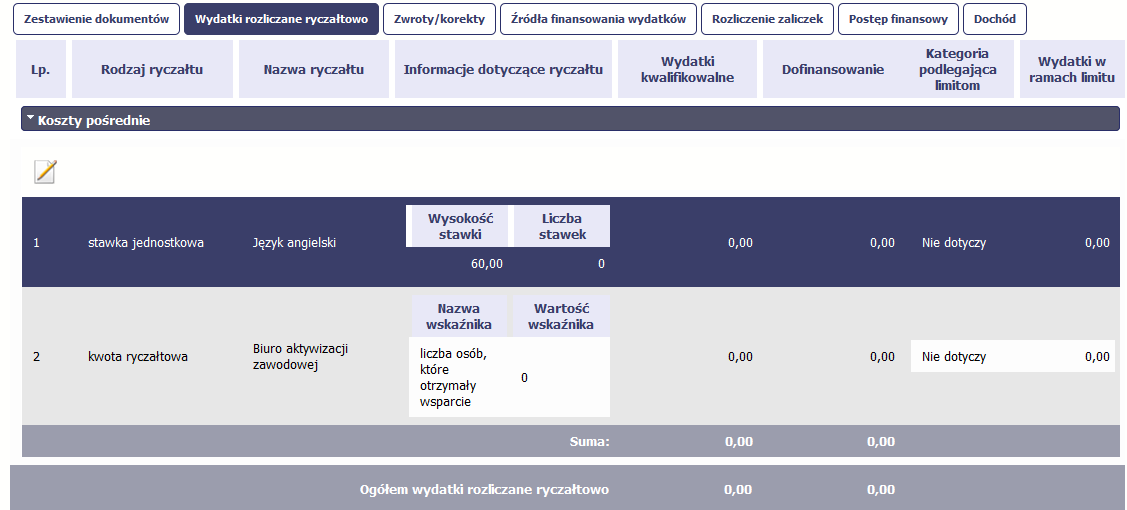 Zestawienie dokumentów
Wydatki rozliczane ryczałtowo
Zwroty/korekty
Źródła finansowania wydatków
Rozliczenie zaliczek
Postęp finansowy
Dochód
Lp.
Rodzaj ryczałtu
Nazwa ryczałtu
Informacje dotyczące ryczałtu
Wydatki
kwalifikowalne
Dofinansowanie
Kategoria
podlegająca
limitom
Wydatki w
ramach limitu
Koszty pośrednie
1
stawka jednostkowa
Język angielski
Wysokość
stawki
Liczba
stawek
60,00
0
0,00
0,00
Nie dotyczy
0,00
2
kwota ryczałtowa
Biuro aktywizacji
zawodowej
Nazwa
wskaźnika
Wartość
wskaźnika
liczba osób,
które
otrzymały
wsparcie
0
0,00
0,00
Nie dotyczy
0,00
Suma:
0,00
0,00
Ogółem wydatki rozliczane ryczałtowo
0,00
0,00